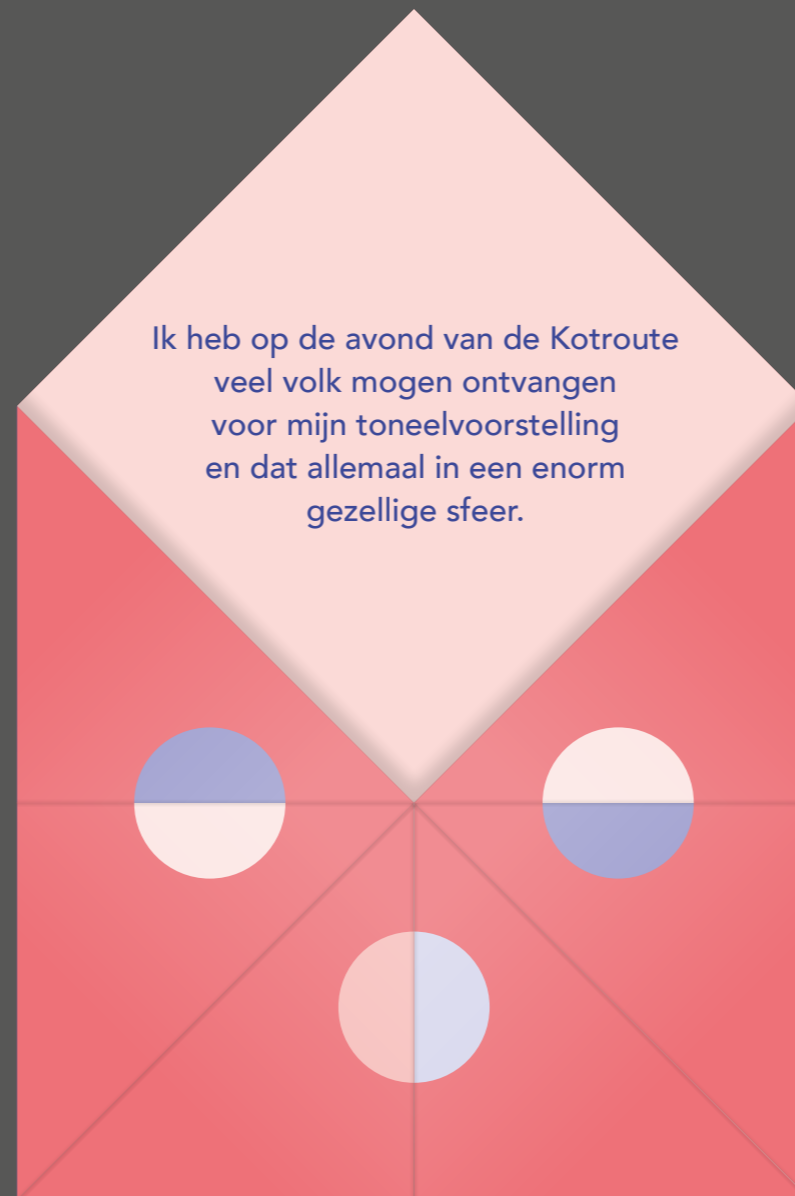 Ik heb op de avond van de Kotroute
veel volk mogen ontvangen
voor mijn toneelvoorstelling
en dat allemaal in een enorm
gezellige sfeer.